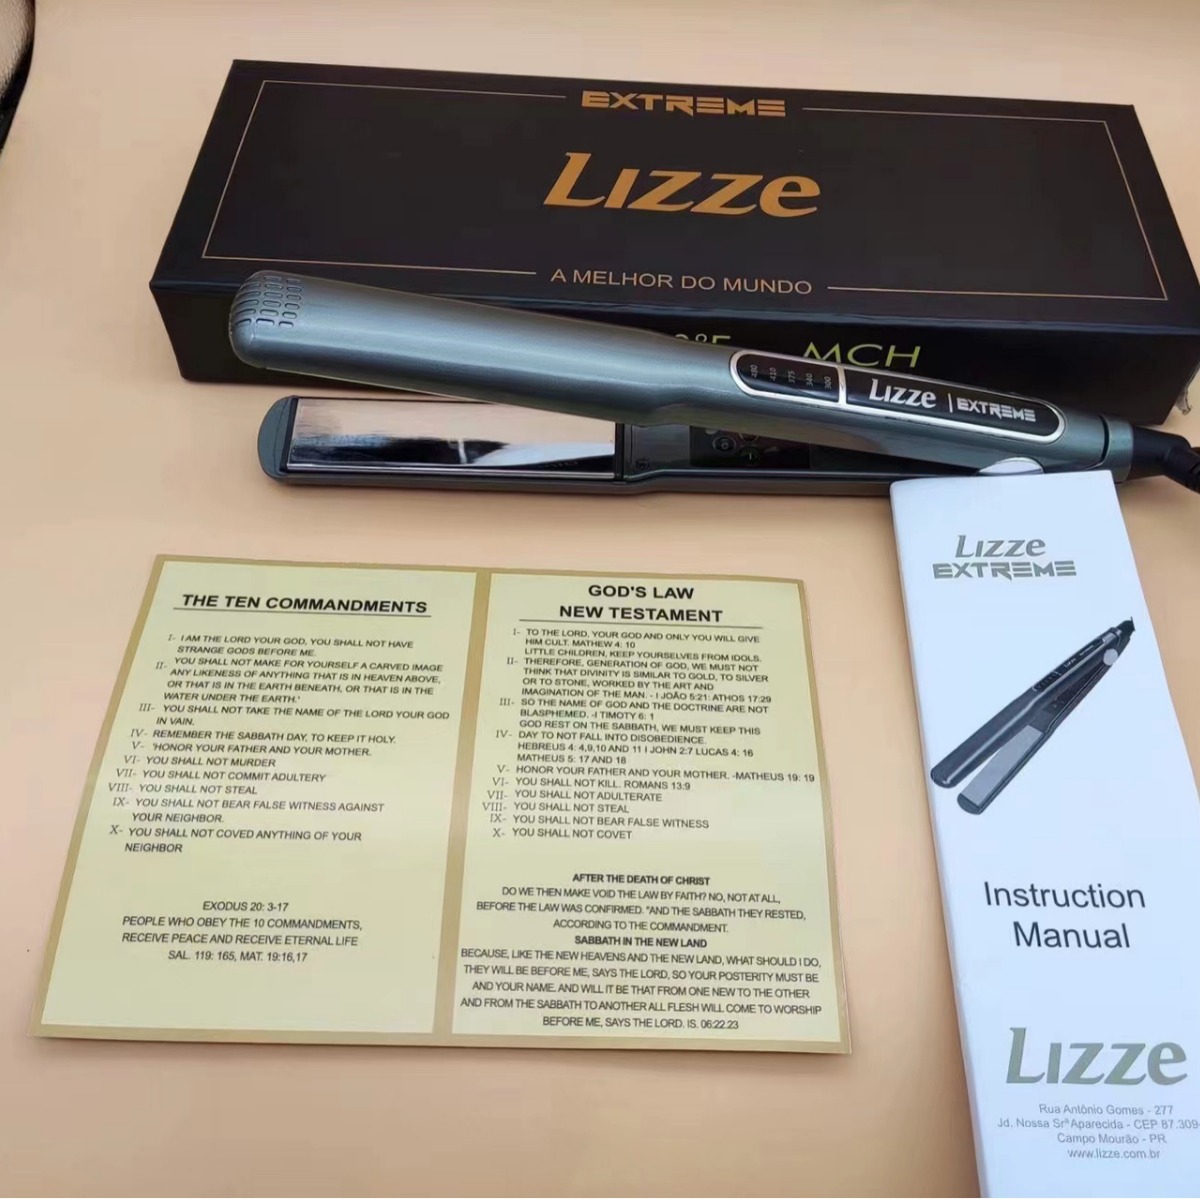 EXTREME
Lizze
A MELHOR DO MUNDO
MCH
480
410
375
340
300
Lizze | EXTREME
THE TEN COMMANDMENTS
I- I AM THE LORD YOUR GOD, YOU SHALL NOT HAVE
STRANGE GODS BEFORE ME.
II- YOU SHALL NOT MAKE FOR YOURSELF A CARVED IMAGE
ANY LIKENESS OF ANYTHING THAT IS IN HEAVEN ABOVE,
OR THAT IS IN THE EARTH BENEATH, OR THAT IS IN THE
WATER UNDER THE EARTH.'
III- YOU SHALL NOT TAKE THE NAME OF THE LORD YOUR GOD
IN VAIN.
IV- REMEMBER THE SABBATH DAY, TO KEEP IT HOLY.
V- 'HONOR YOUR FATHER AND YOUR MOTHER.
VI- YOU SHALL NOT MURDER
VII- YOU SHALL NOT COMMIT ADULTERY
VIII- YOU SHALL NOT STEAL
IX- YOU SHALL NOT BEAR FALSE WITNESS AGAINST
YOUR NEIGHBOR.
X- YOU SHALL NOT COVED ANYTHING OF YOUR
NEIGHBOR
EXODUS 20: 3-17
PEOPLE WHO OBEY THE 10 COMMANDMENTS,
RECEIVE PEACE AND RECEIVE ETERNAL LIFE
SAL. 119: 165, MAT. 19:16,17
GOD'S LAW
NEW TESTAMENT
I- TO THE LORD, YOUR GOD AND ONLY YOU WILL GIVE
HIM CULT. MATHEW 4: 10
LITTLE CHILDREN, KEEP YOURSELVES FROM IDOLS.
II- THEREFORE, GENERATION OF GOD, WE MUST NOT
THINK THAT DIVINITY IS SIMILAR TO GOLD, TO SILVER
OR TO STONE, WORKED BY THE ART AND
IMAGINATION OF THE MAN. - I JOÃO 5:21: ATHOS 17:29
III- SO THE NAME OF GOD AND THE DOCTRINE ARE NOT
BLASPHEMED. -I TIMOTY 6: 1
GOD REST ON THE SABBATH, WE MUST KEEP THIS
IV- DAY TO NOT FALL INTO DISOBEDIENCE.
HEBREUS 4: 4,9,10 AND 11 I JOHN 2:7 LUCAS 4: 16
MATHEUS 5: 17 AND 18
V- HONOR YOUR FATHER AND YOUR MOTHER. -MATHEUS 19: 19
VI- YOU SHALL NOT KILL. ROMANS 13:9
VII- YOU SHALL NOT ADULTERATE
VIII- YOU SHALL NOT STEAL
IX- YOU SHALL NOT BEAR FALSE WITNESS
X- YOU SHALL NOT COVET
AFTER THE DEATH OF CHRIST
DO WE THEN MAKE VOID THE LAW BY FAITH? NO, NOT AT ALL,
BEFORE THE LAW WAS CONFIRMED. "AND THE SABBATH THEY RESTED,
ACCORDING TO THE COMMANDMENT.
SABBATH IN THE NEW LAND
BECAUSE, LIKE THE NEW HEAVENS AND THE NEW LAND, WHAT SHOULD I DO,
THEY WILL BE BEFORE ME, SAYS THE LORD, SO YOUR POSTERITY MUST BE
AND YOUR NAME. AND WILL IT BE THAT FROM ONE NEW TO THE OTHER
AND FROM THE SABBATH TO ANOTHER ALL FLESH WILL COME TO WORSHIP
BEFORE ME, SAYS THE LORD. IS. 06:22.23
Lizze
EXTREME
Instruction
Manual
Lizze
Rua Antônio Gomes - 277
Jd. Nossa Srª Aparecida - CEP 87.309-
Campo Mourão - PR
www.lizze.com.br